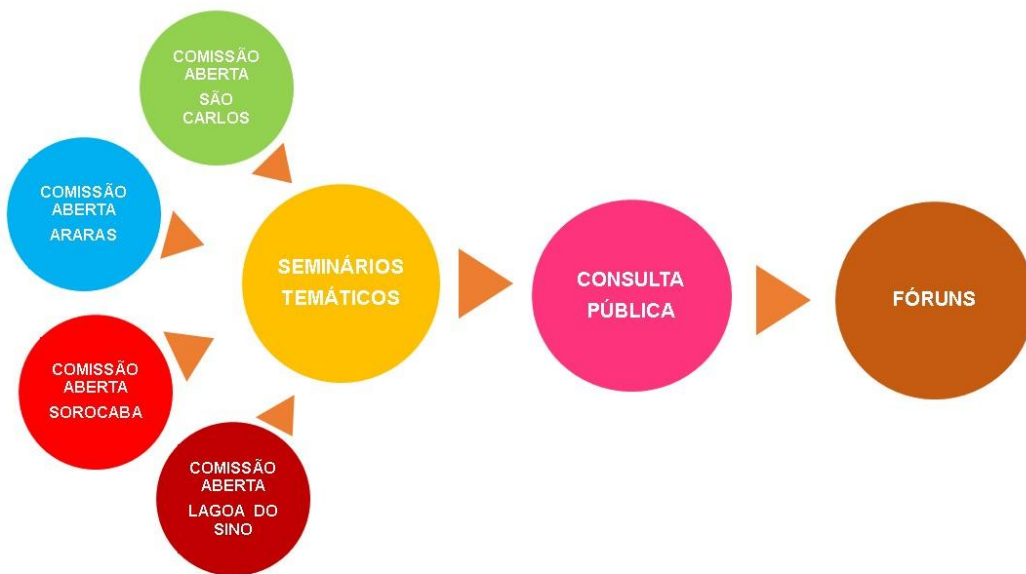 COMISSÃO
ABERTA
SÃO
CARLOS
COMISSÃO
ABERTA
ARARAS
COMISSÃO
ABERTA
SOROCABA
COMISSÃO
ABERTA
LAGOA DO
SINO
SEMINÁRIOS
TEMÁTICOS
CONSULTA
PÚBLICA
FÓRUNS